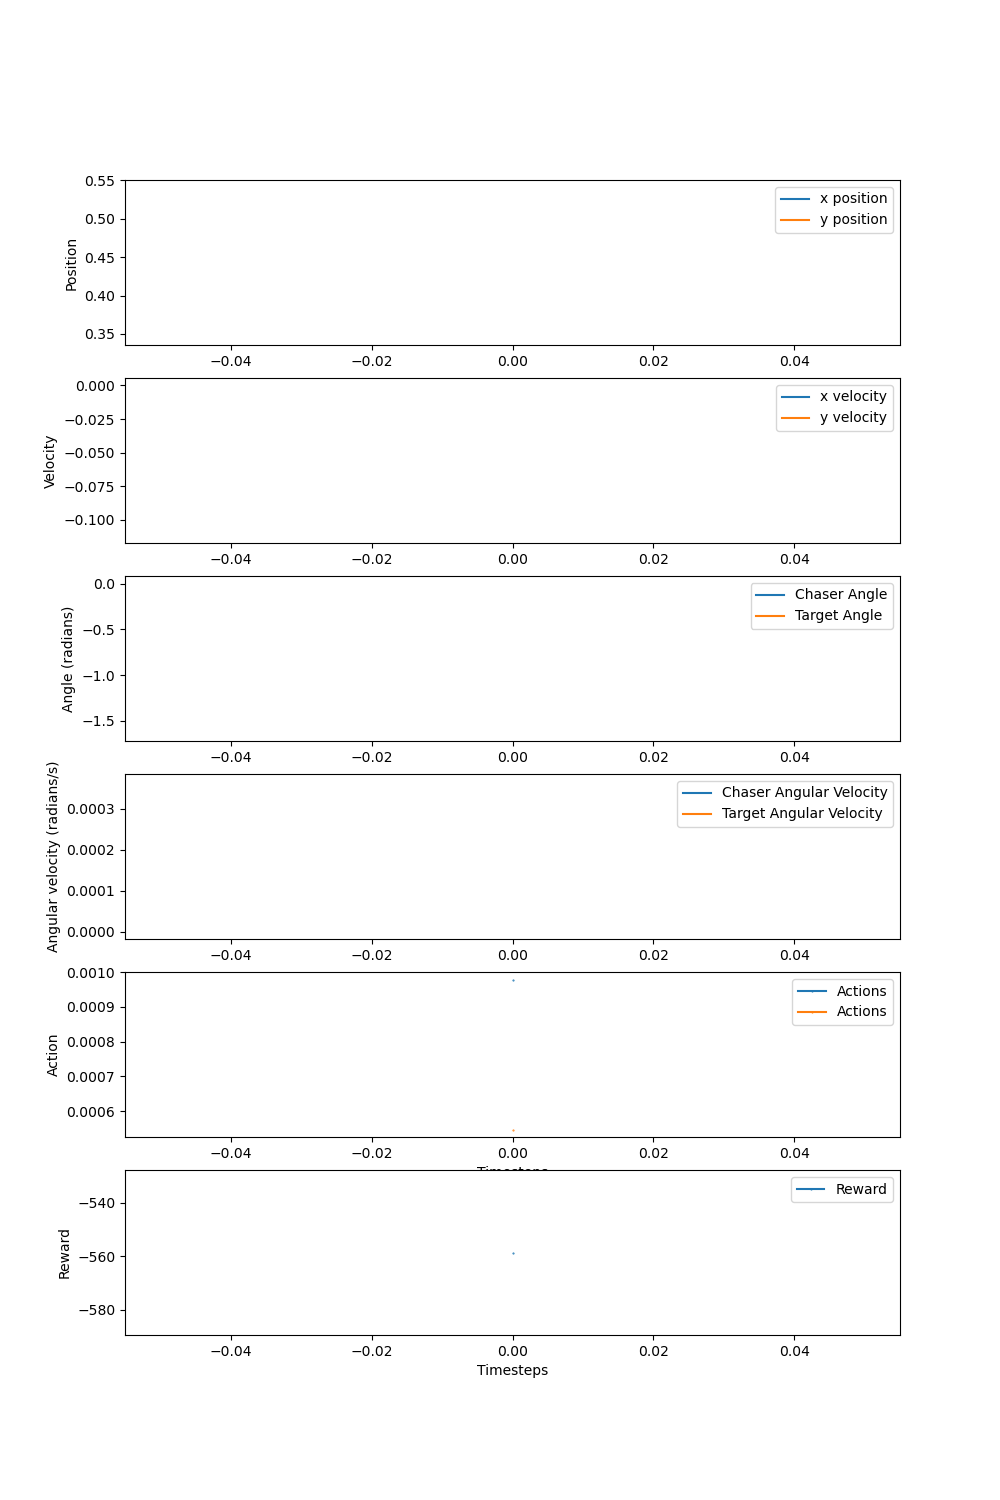 0.55
0.50
0.45
0.40
0.35
Position
x position
y position
−0.04 −0.02 0.00 0.02 0.04
0.000
−0.025
−0.050
−0.075
−0.100
Velocity
x velocity
y velocity
−0.04 −0.02 0.00 0.02 0.04
0.0
−0.5
−1.0
−1.5
Angle (radians)
Chaser Angle
Target Angle
−0.04 −0.02 0.00 0.02 0.04
0.0003
0.0002
0.0001
0.0000
Angular velocity (radians/s)
Chaser Angular Velocity
Target Angular Velocity
−0.04 −0.02 0.00 0.02 0.04
0.0010
0.0009
0.0008
0.0007
0.0006
Action
Actions
Actions
−0.04 −0.02 0.00 0.02 0.04
Timesteps
−540
−560
−580
Reward
Reward
−0.04 −0.02 0.00 0.02 0.04
Timesteps